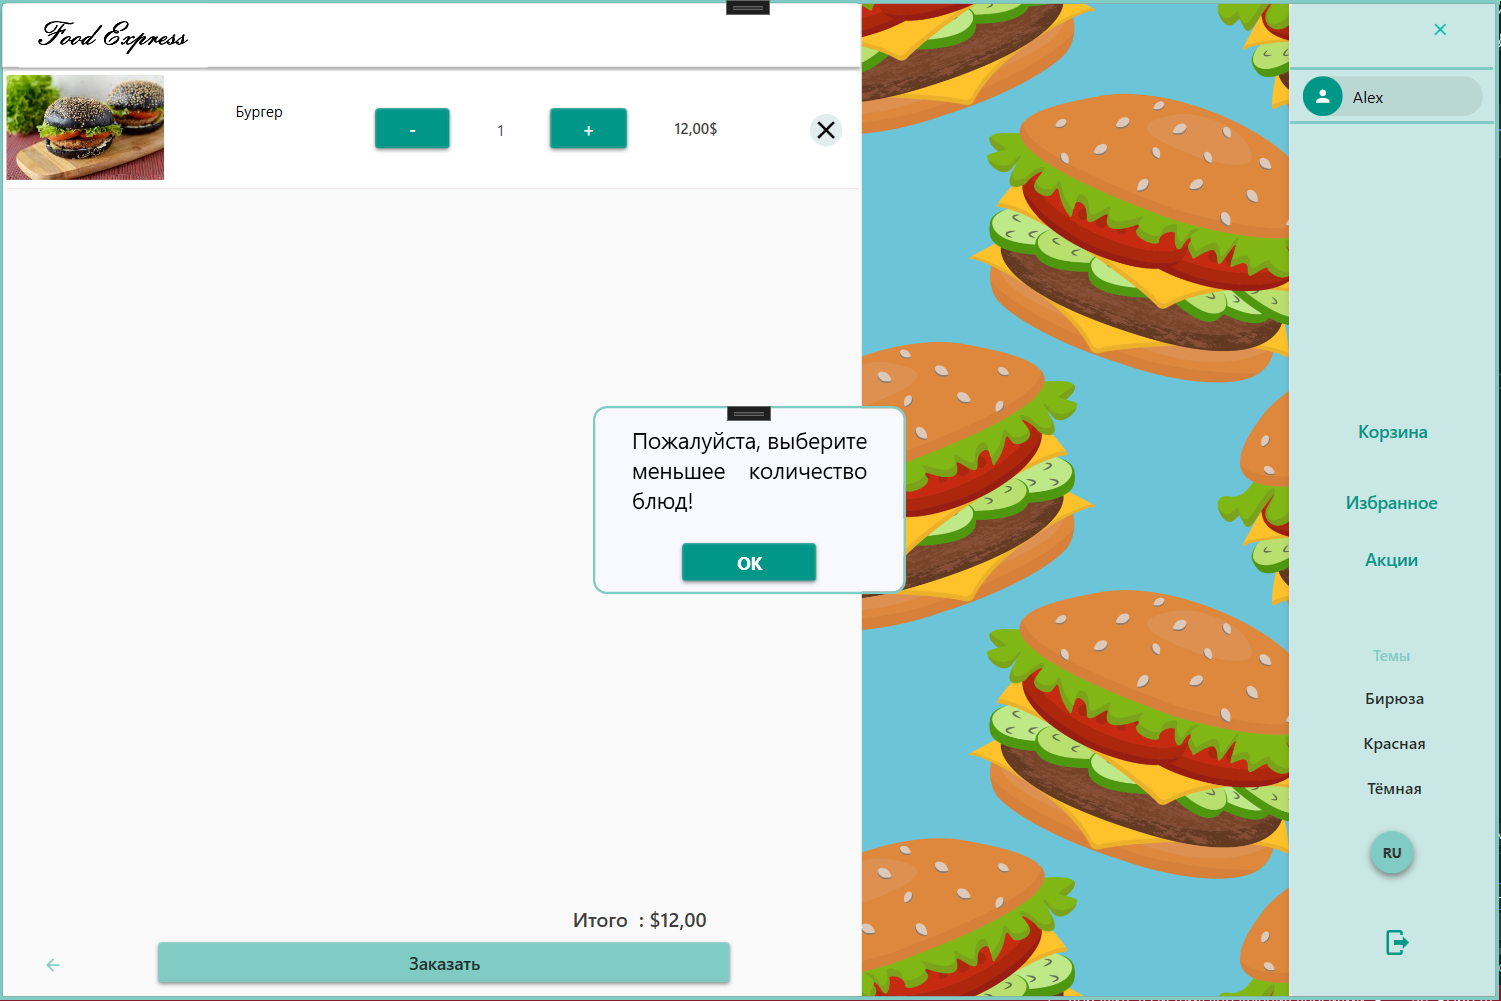 Food Express
Alex
Бургер
-
1
+
12,00$
Пожалуйста, выберите
меньшее количество
блюд!
OK
Корзина
Избранное
Акции
Темы
Бирюза
Красная
Тёмная
RU
Итого : $12,00
Заказать